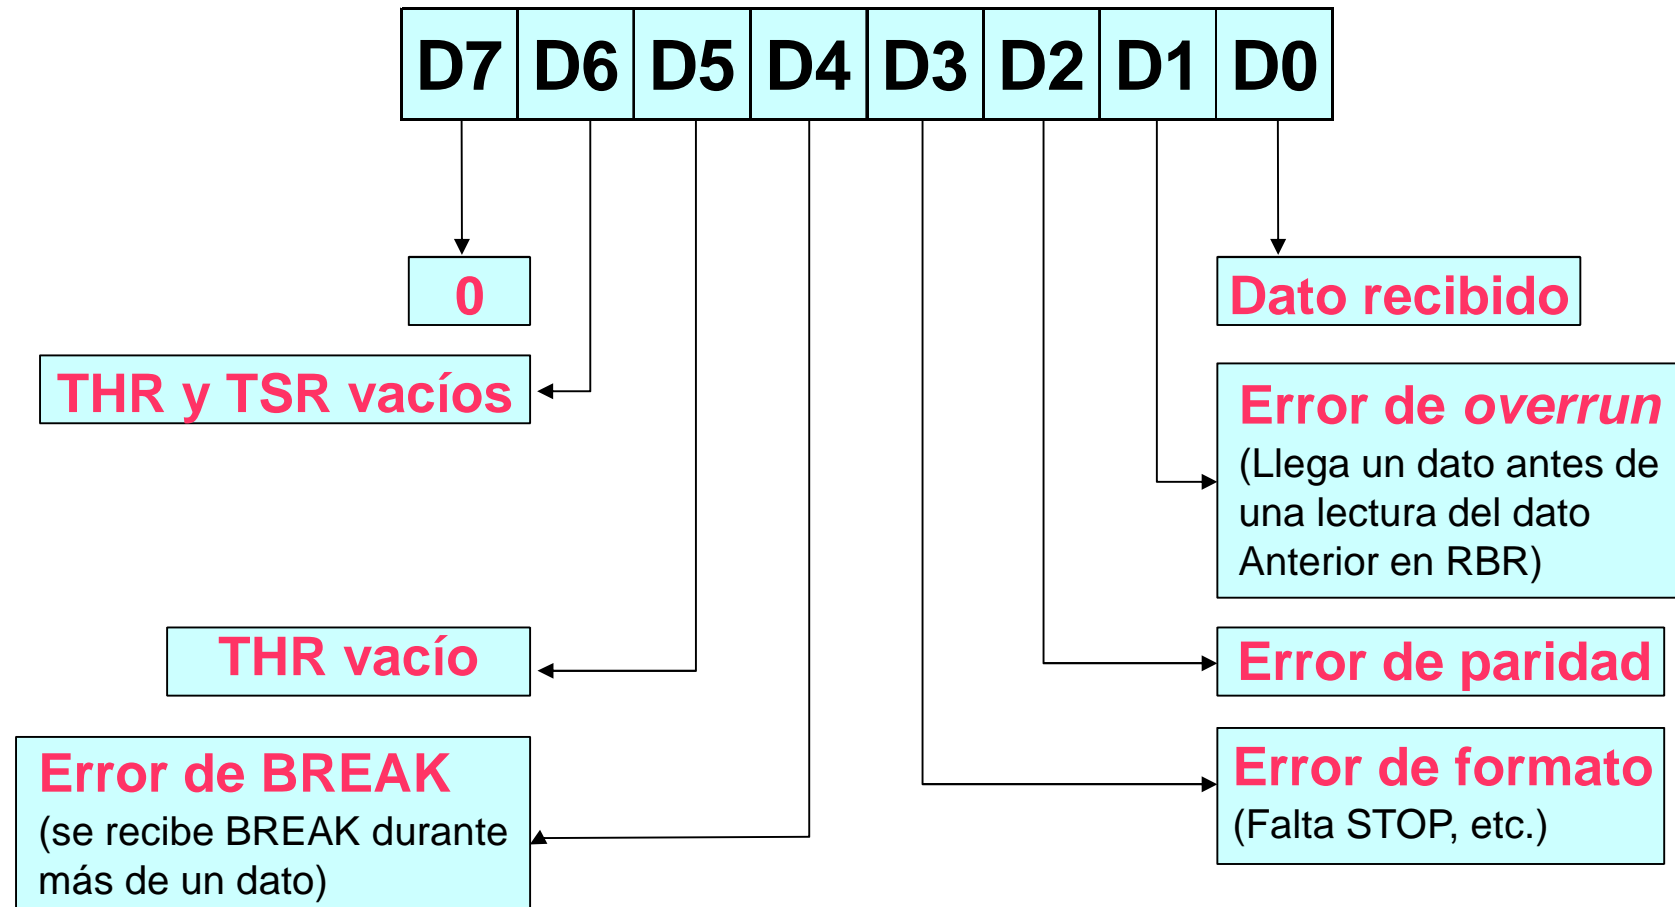 D7 D6 D5 D4 D3 D2 D1 D0
0
Dato recibido
THR y TSR vacíos
Error de overrun
(Llega un dato antes de
una lectura del dato
Anterior en RBR)
THR vacío
Error de paridad
Error de BREAK
(se recibe BREAK durante
más de un dato)
Error de formato
(Falta STOP, etc.)